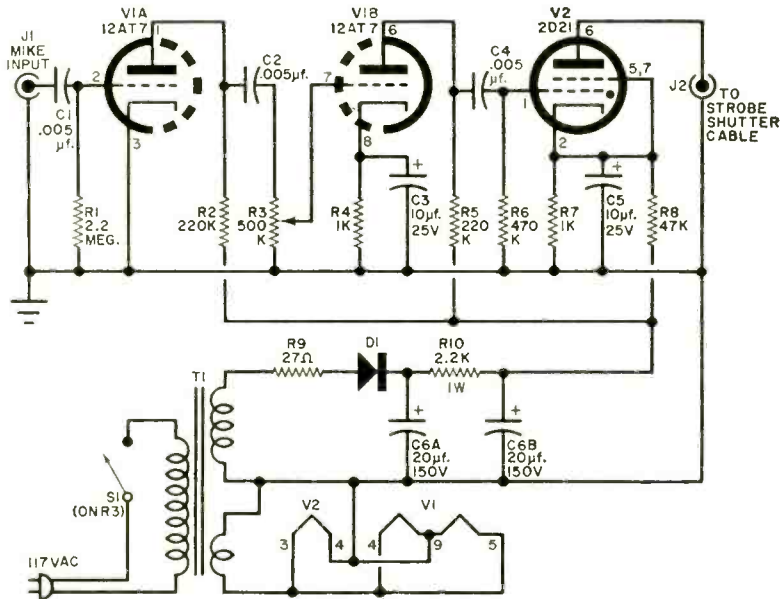 J1
MIKE
INPUT
V1A
12AT7
1
2
3
C1
.005
μf.
R1
2.2
MEG.
C2
.005μf.
R2
220K
R3
500
K
V1B
12AT7
6
7
8
R4
1K
+
C3
10μf.
25V
C4
.005
μf.
R5
220
K
R6
470
K
V2
2D21
6
5,7
1
2
R7
1K
+
C5
10μf.
25V
R8
47K
J2
TO
STROBE
SHUTTER
CABLE
R9
27Ω
D1
R10
2.2K
1W
T1
+
C6A
20μf.
150V
+
C6B
20μf.
150V
S1
(ON R3)
117VAC
V2
3
4
V1
4
9
5